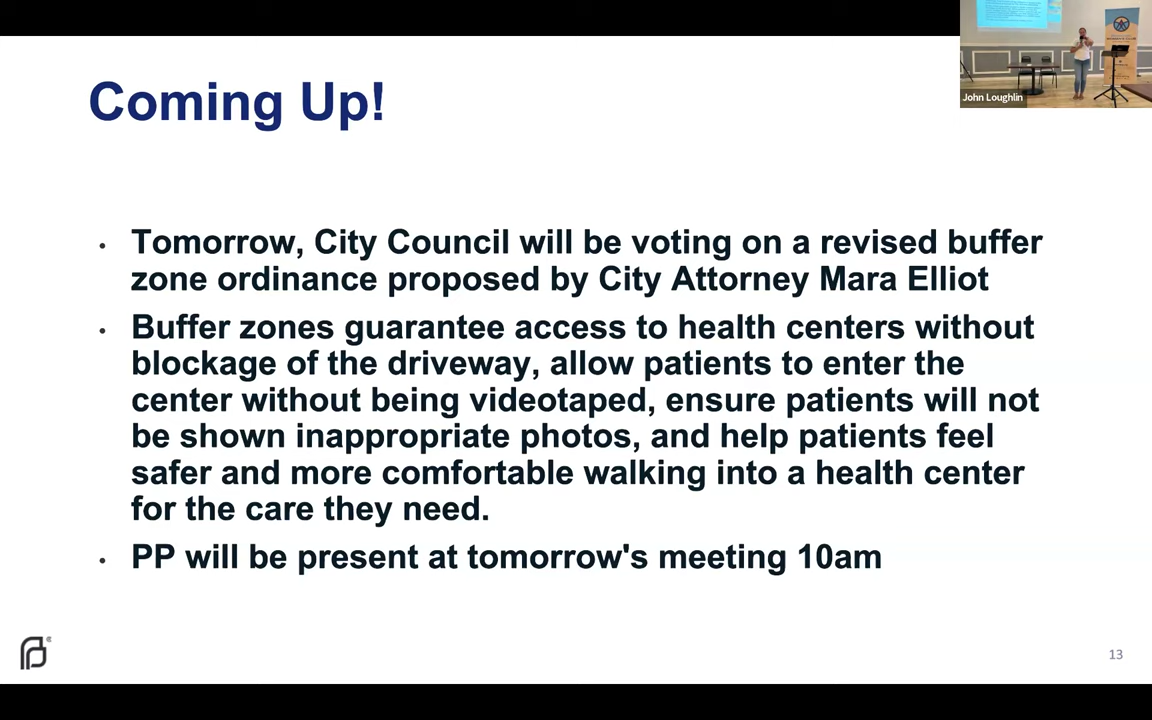 Coming Up!
John Loughlin
• Tomorrow, City Council will be voting on a revised buffer
zone ordinance proposed by City Attorney Mara Elliot
• Buffer zones guarantee access to health centers without
blockage of the driveway, allow patients to enter the
center without being videotaped, ensure patients will not
be shown inappropriate photos, and help patients feel
safer and more comfortable walking into a health center
for the care they need.
• PP will be present at tomorrow's meeting 10am
13